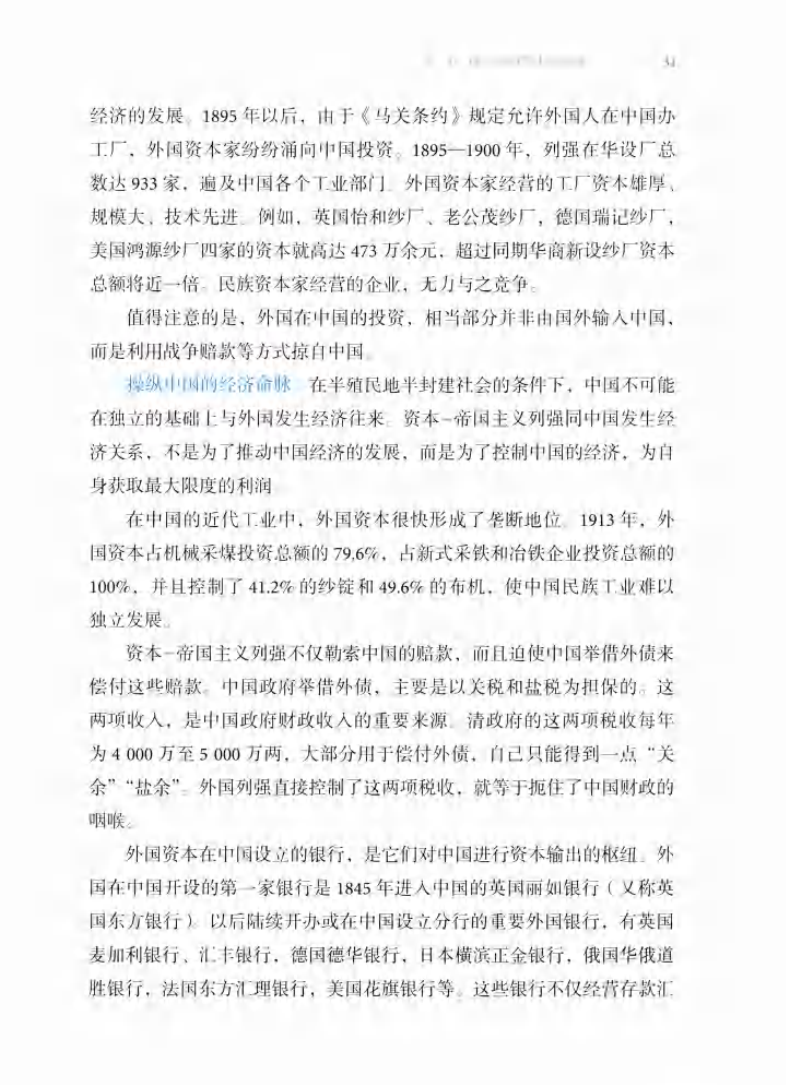 31
经济的发展。1895 年以后，由于《马关条约》规定允许外国人在中国办
工厂，外国资本家纷纷涌向中国投资。1895—1900 年，列强在华设厂总
数达 933 家，遍及中国各个工业部门。外国资本家经营的工厂资本雄厚、
规模大、技术先进。例如，英国怡和纱厂、老公茂纱厂，德国瑞记纱厂，
美国鸿源纱厂四家的资本就高达 473 万余元，超过同期华商新设纱厂资本
总额将近一倍。民族资本家经营的企业，无力与之竞争。
值得注意的是，外国在中国的投资，相当部分并非由国外输入中国，
而是利用战争赔款等方式掠自中国。
操纵中国的经济命脉 在半殖民地半封建社会的条件下，中国不可能
在独立的基础上与外国发生经济往来。资本–帝国主义列强同中国发生经
济关系，不是为了推动中国经济的发展，而是为了控制中国的经济，为自
身获取最大限度的利润。
在中国的近代工业中，外国资本很快形成了垄断地位。1913 年，外
国资本占机械采煤投资总额的 79.6%，占新式采铁和冶铁企业投资总额的
100%，并且控制了 41.2% 的纱锭和 49.6% 的布机，使中国民族工业难以
独立发展。
资本–帝国主义列强不仅勒索中国的赔款，而且迫使中国举借外债来
偿付这些赔款。中国政府举借外债，主要是以关税和盐税为担保的。这
两项收入，是中国政府财政收入的重要来源。清政府的这两项税收每年
为 4 000 万至 5 000 万两，大部分用于偿付外债，自己只能得到一点“关
余”“盐余”。外国列强直接控制了这两项税收，就等于扼住了中国财政的
咽喉。
外国资本在中国设立的银行，是它们对中国进行资本输出的枢纽。外
国在中国开设的第一家银行是 1845 年进入中国的英国丽如银行（又称英
国东方银行）。以后陆续开办或在中国设立分行的重要外国银行，有英国
麦加利银行、汇丰银行，德国德华银行，日本横滨正金银行，俄国华俄道
胜银行，法国东方汇理银行，美国花旗银行等。这些银行不仅经营存款汇